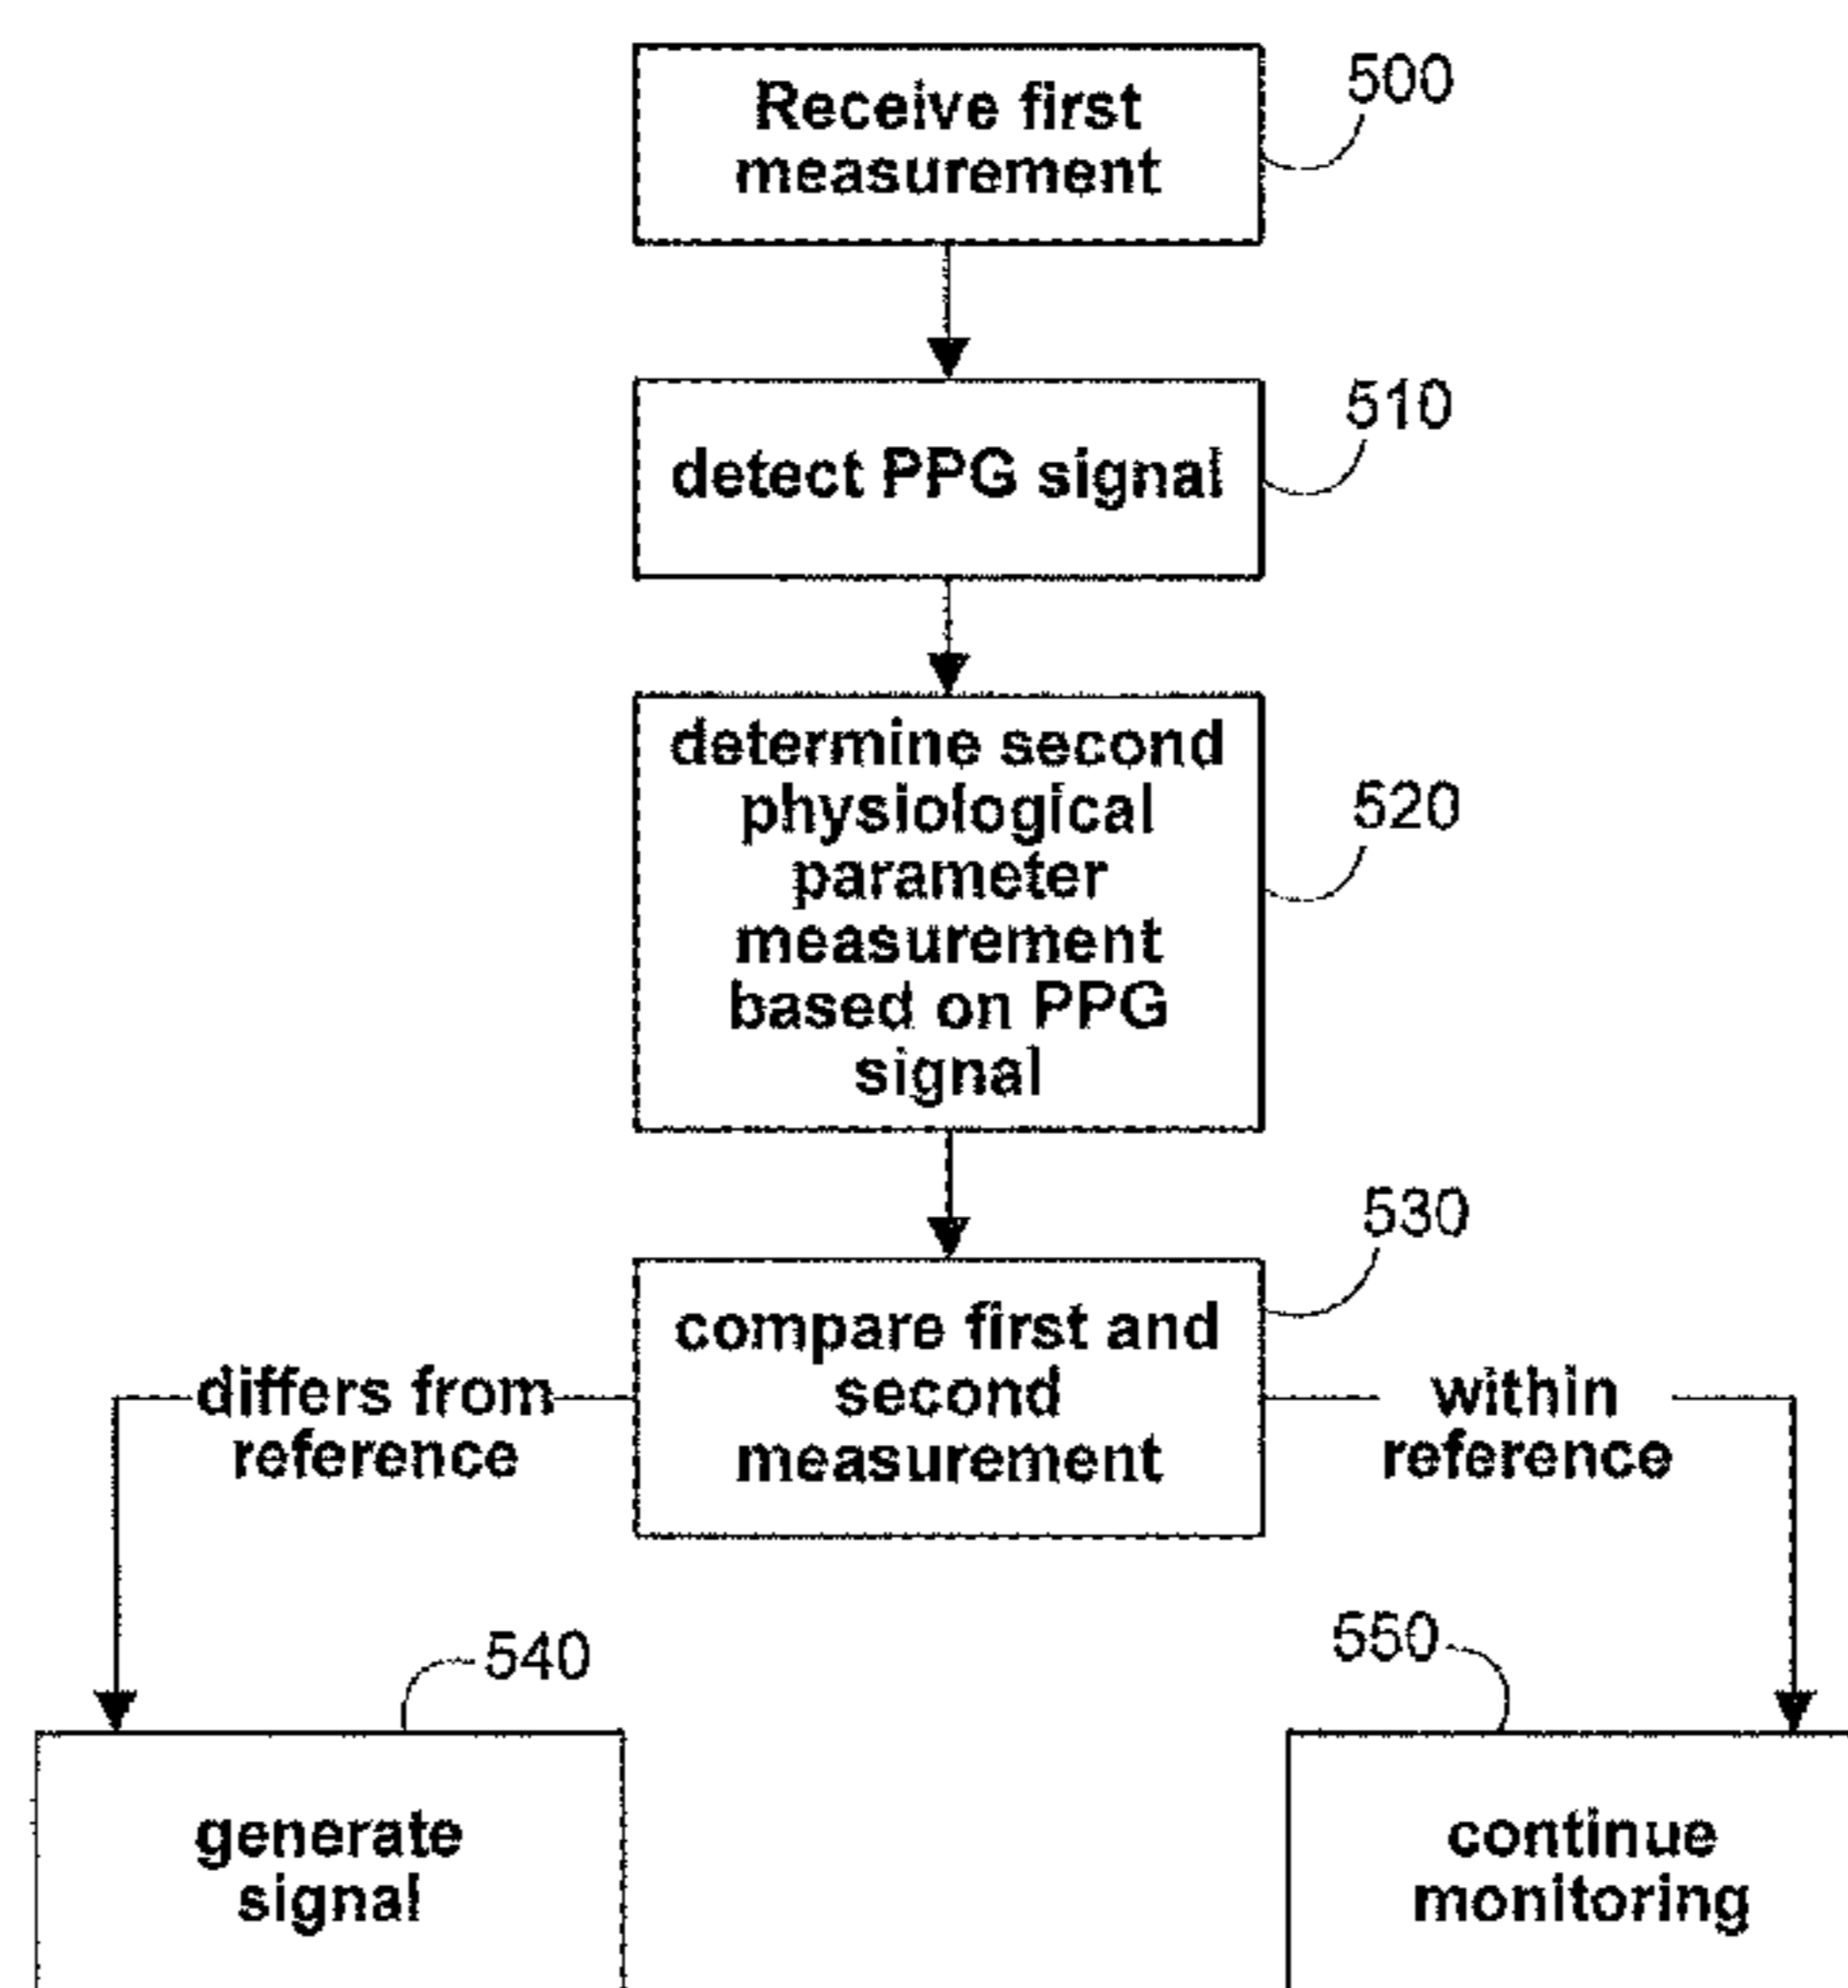 Receive first
measurement
500
detect PPG signal
510
determine second
physiological
parameter
measurement
based on PPG
signal
520
530
compare first and
second
measurement
differs from
reference
within
reference
540
550
generate
signal
continue
monitoring